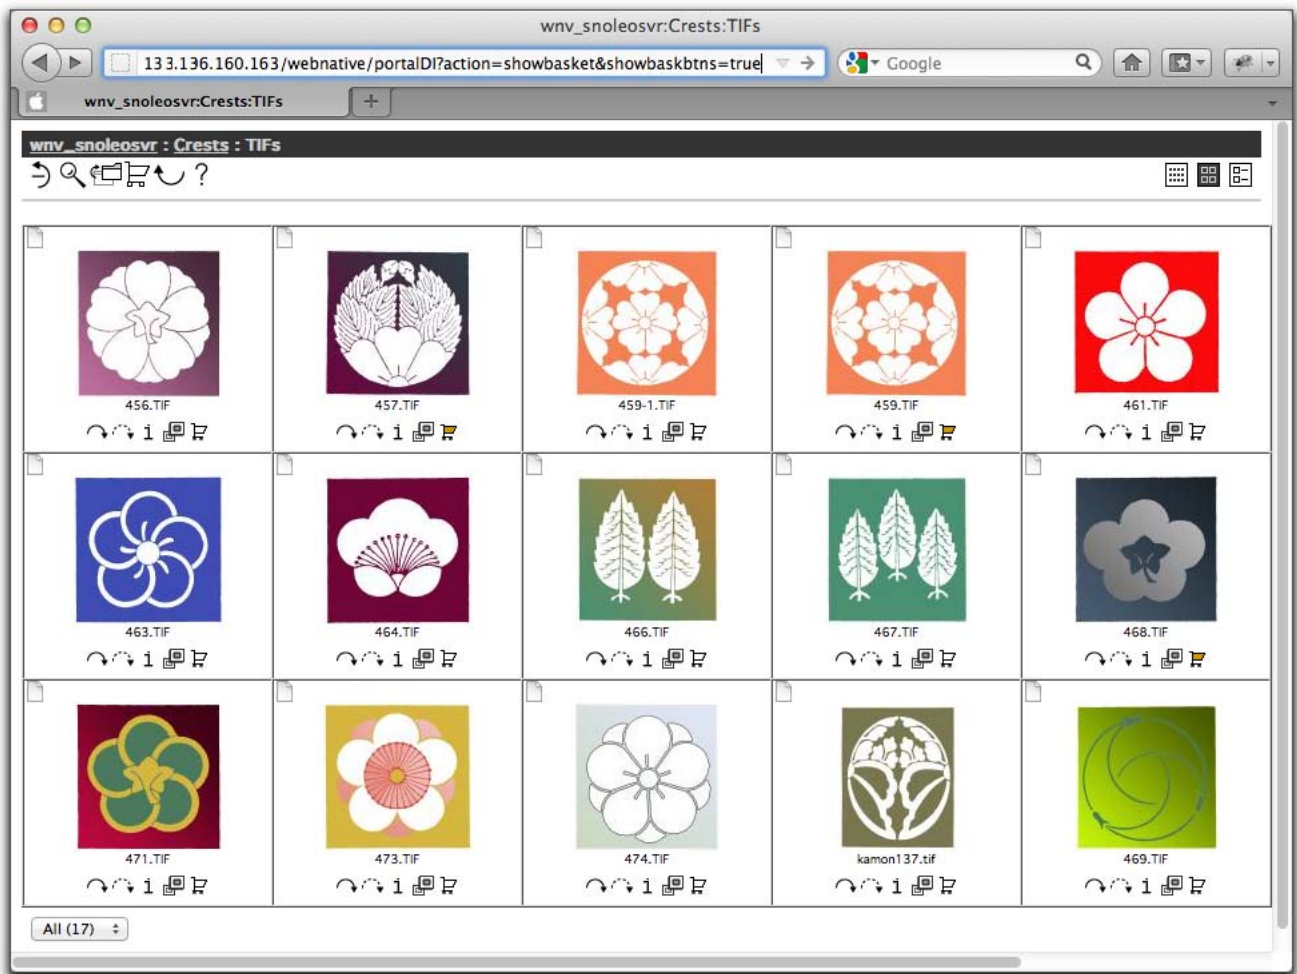 wnv_snoleosvr:Crests:TIFs
133.136.160.163/webnative/portalDI?action=showbasket&showbaskbtns=true
Google
wnv_snoleosvr:Crests:TIFs
wnv_snoleosvr : Crests : TIFs
?
456.TIF
457.TIF
459-1.TIF
459.TIF
461.TIF
i
i
i
i
i
463.TIF
464.TIF
466.TIF
467.TIF
468.TIF
i
i
i
i
i
471.TIF
473.TIF
474.TIF
kamon137.tif
469.TIF
i
i
i
i
i
All (17)